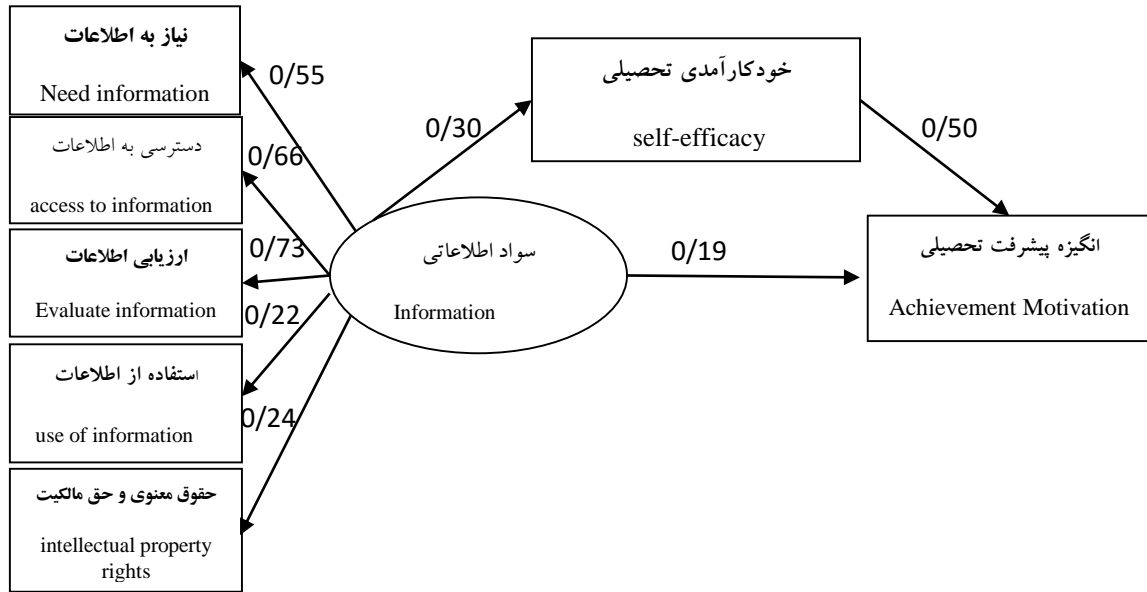 نیاز به اطلاعات
Need information
0/55
دسترسی به اطلاعات
access to information
0/66
ارزیابی اطلاعات
Evaluate information
0/73
استفاده از اطلاعات
use of information
0/22
حقوق معنوی و حق مالکیت
intellectual property
rights
0/24
سواد اطلاعاتی
Information
0/30
خودکارآمدی تحصیلی
self-efficacy
0/50
0/19
انگیزه پیشرفت تحصیلی
Achievement Motivation